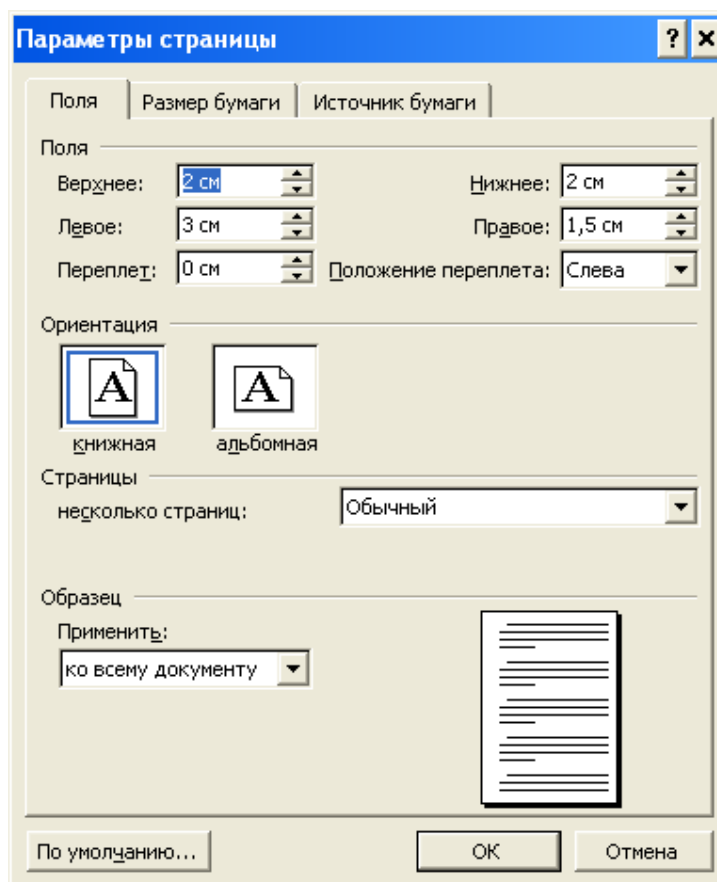 Параметры страницы
Поля Размер бумаги Источник бумаги
Поля
Верхнее: 2 см Нижнее: 2 см
Левое: 3 см Правое: 1,5 см
Переплет: 0 см Положение переплета: Слева
Ориентация
A A
книжная альбомная
Страницы
несколько страниц: Обычный
Образец
Применить:
ко всему документу
По умолчанию... ОК Отмена